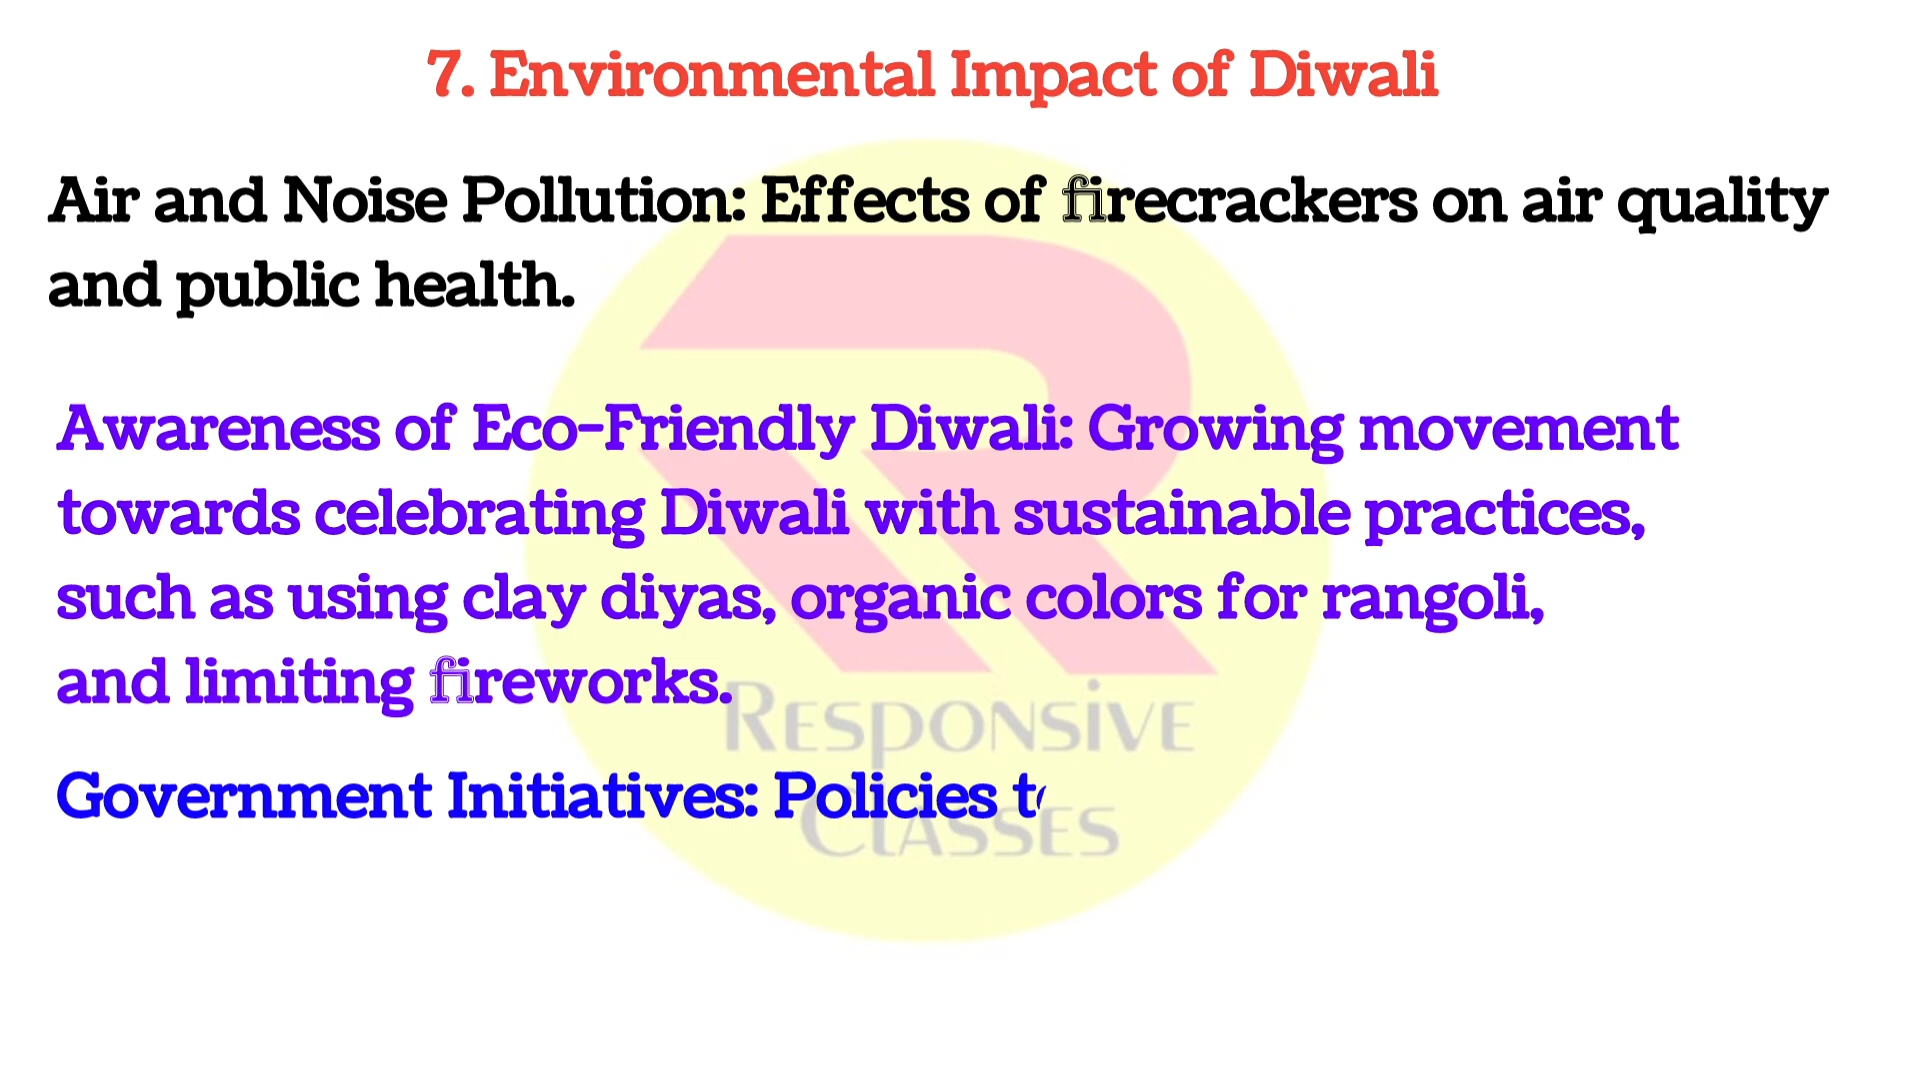 7. Environmental Impact of Diwali
Air and Noise Pollution: Effects of firecrackers on air quality
and public health.
Awareness of Eco-Friendly Diwali: Growing movement
towards celebrating Diwali with sustainable practices,
such as using clay diyas, organic colors for rangoli,
and limiting fireworks.
RESPONSIVE
Government Initiatives: Policies
CLASSES